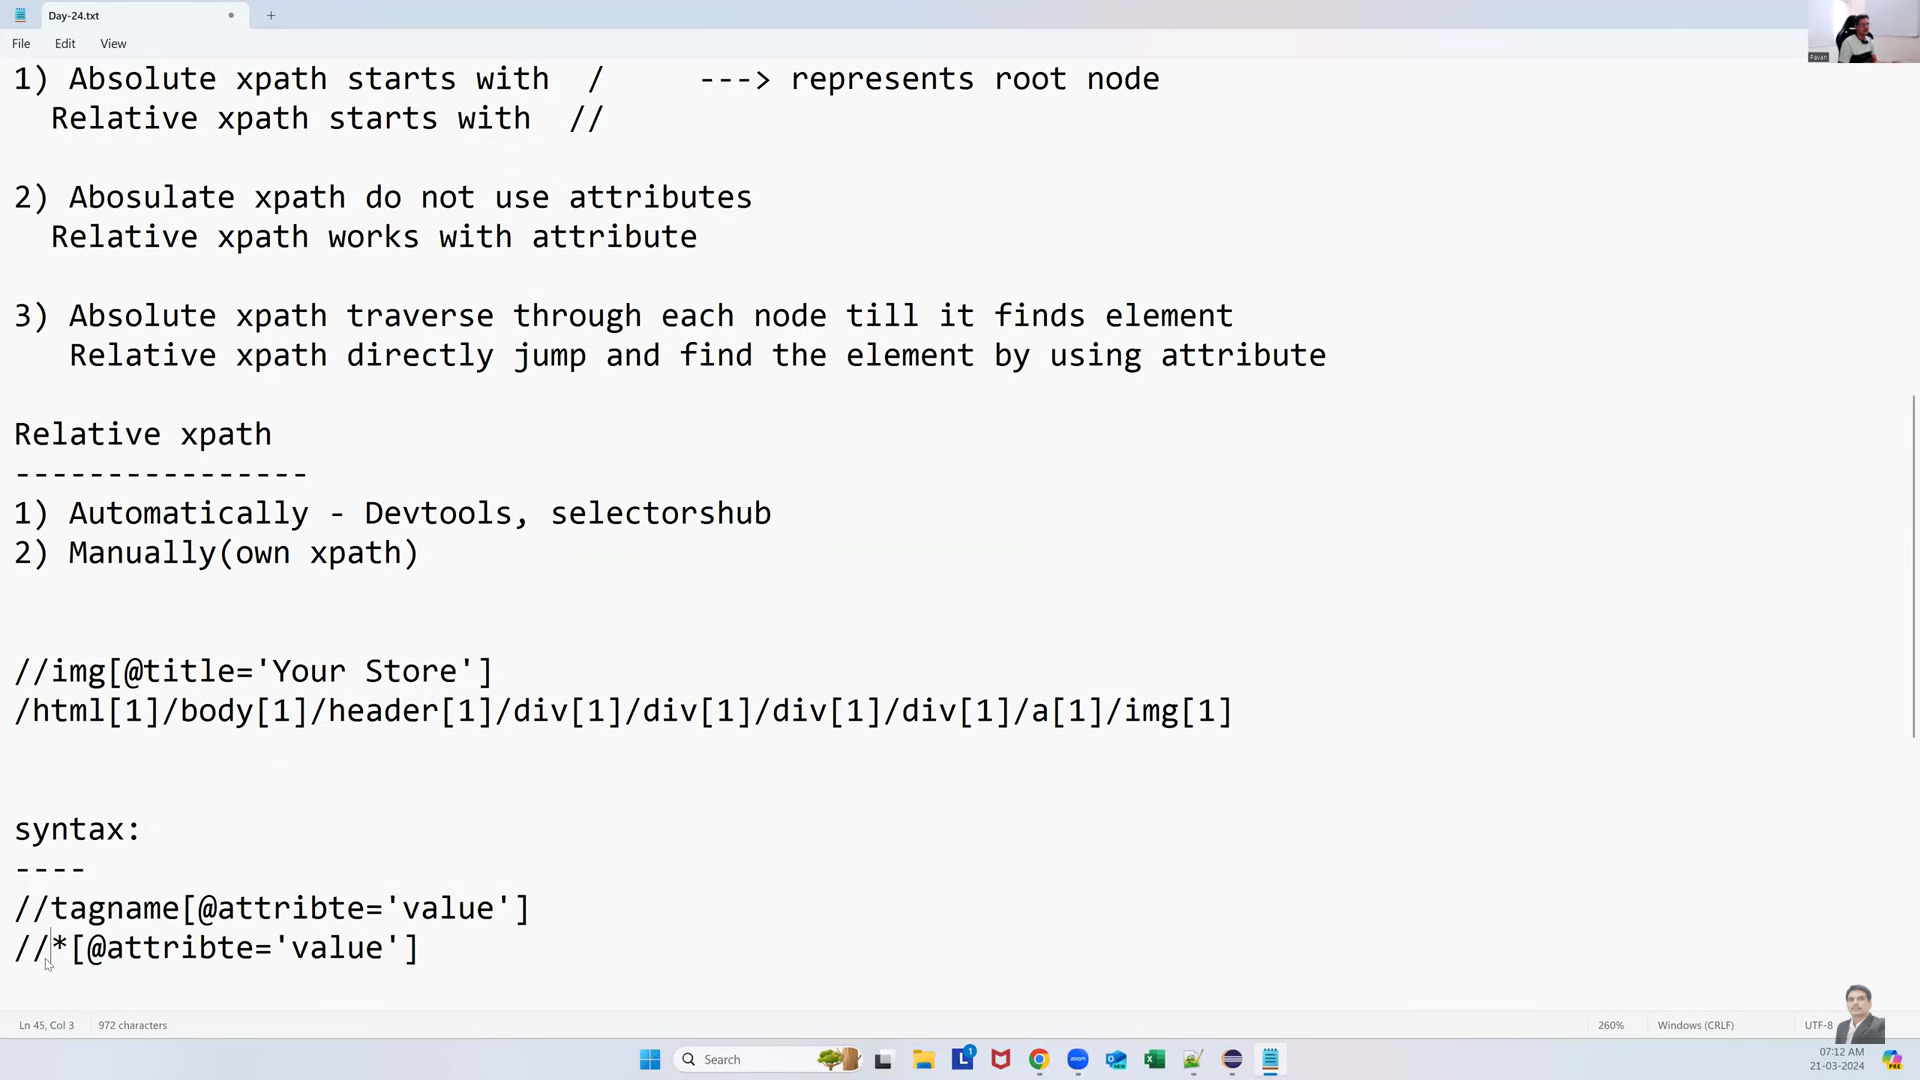 Day-24.txt
File Edit View
1) Absolute xpath starts with / ---> represents root node
Relative xpath starts with //
2) Abosulate xpath do not use attributes
Relative xpath works with attribute
3) Absolute xpath traverse through each node till it finds element
Relative xpath directly jump and find the element by using attribute
Relative xpath
----------------
1) Automatically - Devtools, selectorshub
2) Manually(own xpath)
//img[@title='Your Store']
/html[1]/body[1]/header[1]/div[1]/div[1]/div[1]/div[1]/a[1]/img[1]
syntax:
----
//tagname[@attribte='value']
//*[@attribte='value']
Pavan
Ln 45, Col 3 972 characters 260% Windows (CRLF) UTF-8
Search
L 1
zoom
NEW
PRE
07:12 AM
21-03-2024